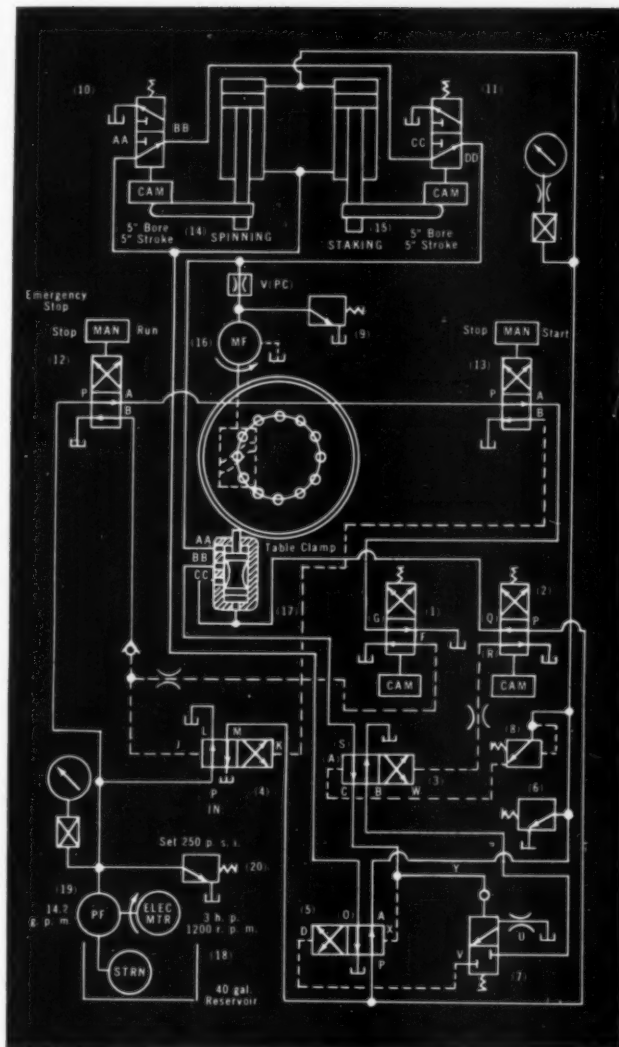 (10)
(11)
AA
BB
CC
DD
CAM
CAM
5" Bore
5" Stroke
(14)
SPINNING
STAKING
(15)
5" Bore
5" Stroke
Emergency
Stop
V(PC)
Stop
MAN
Run
(16)
MF
(9)
Stop
MAN
Start
(12)
(13)
P
A
B
P
A
B
Table Clamp
AA
BB
CC
(17)
(1)
(2)
G
F
Q
P
R
CAM
CAM
L
M
J
K
S
(A)
(3)
(8)
P
IN
(4)
C
B
W
(6)
Set 250 p. s. i.
(20)
Y
(19)
14.2
g. p. m.
PF
ELEC
MTR
3 h. p.
1200 r. p. m.
(5)
O
A
D
X
P
V
U
(7)
(18)
STRN
40 gal.
Reservoir